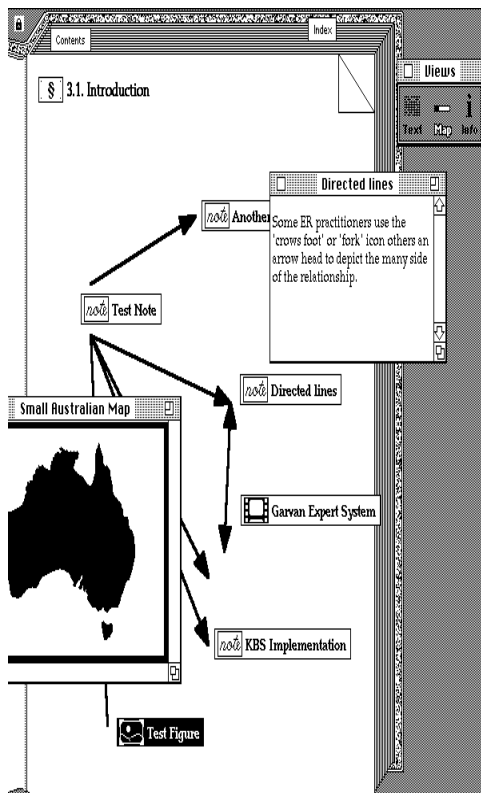 Contents
Index
§ 3.1. Introduction
Views
Text Map Info
Directed lines
Some ER practitioners use the
'crows foot' or 'fork' icon others an
arrow head to depict the many side
of the relationship.
note Another
note Test Note
note Directed lines
Small Australian Map
Garvan Expert System
note KBS Implementation
Test Figure